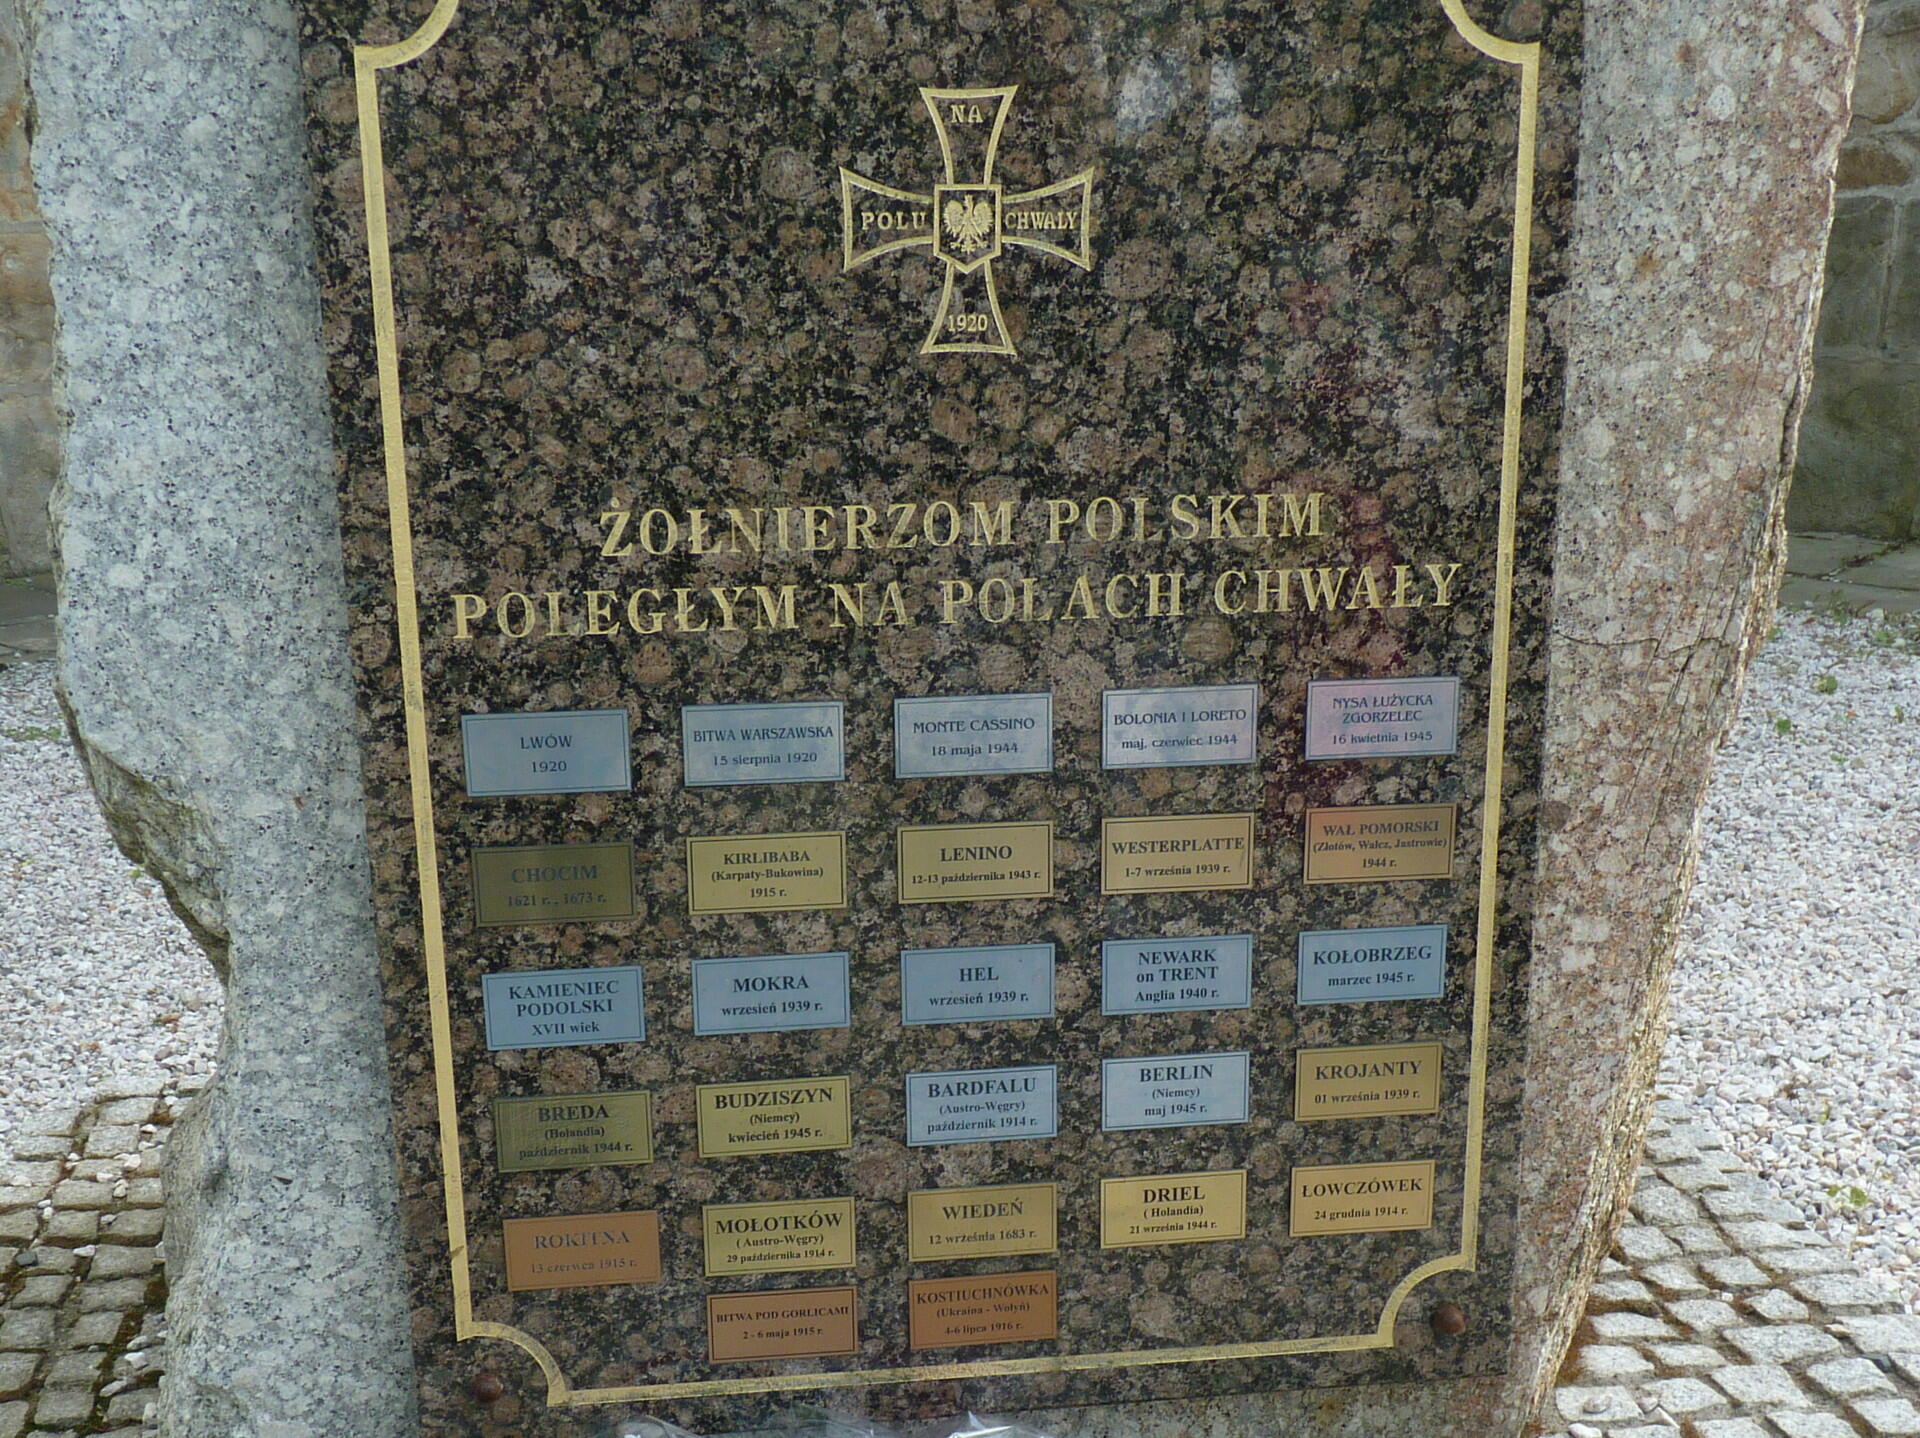 NA
POLU CHWAŁY
1920
ŻOŁNIERZOM POLSKIM
POLEGŁYM NA POLACH CHWAŁY
LWÓW
1920
BITWA WARSZAWSKA
15 sierpnia 1920
MONTE CASSINO
18 maja 1944
BOLONIA I LORETO
maj, czerwiec 1944
NYSA ŁUŻYCKA
ZGORZELEC
16 kwietnia 1945
CHOCIM
1621 r., 1673 r.
KIRLIBABA
(Karpaty-Bukowina)
1915 r.
LENINO
12-13 października 1943 r.
WESTERPLATTE
1-7 września 1939 r.
WAŁ POMORSKI
(Złotów, Wałcz, Jastrowie)
1944 r.
KAMIENIEC
PODOLSKI
XVII wiek
MOKRA
wrzesień 1939 r.
HEL
wrzesień 1939 r.
NEWARK
on TRENT
Anglia 1940 r.
KOŁOBRZEG
marzec 1945 r.
BREDA
(Holandia)
październik 1944 r.
BUDZISZYN
(Niemcy)
kwiecień 1945 r.
BARDFALU
(Austro-Węgry)
październik 1914 r.
BERLIN
(Niemcy)
maj 1945 r.
KROJANTY
01 września 1939 r.
ROKITNA
13 czerwca 1915 r.
MOŁOTKÓW
( Austro-Węgry)
29 października 1914 r.
WIEDEŃ
12 września 1683 r.
DRIEL
( Holandia)
21 września 1944 r.
ŁOWCZÓWEK
24 grudnia 1914 r.
BITWA POD GORLICAMI
2 - 6 maja 1915 r.
KOSTIUCHNÓWKA
(Ukraina - Wołyń)
4-6 lipca 1916 r.